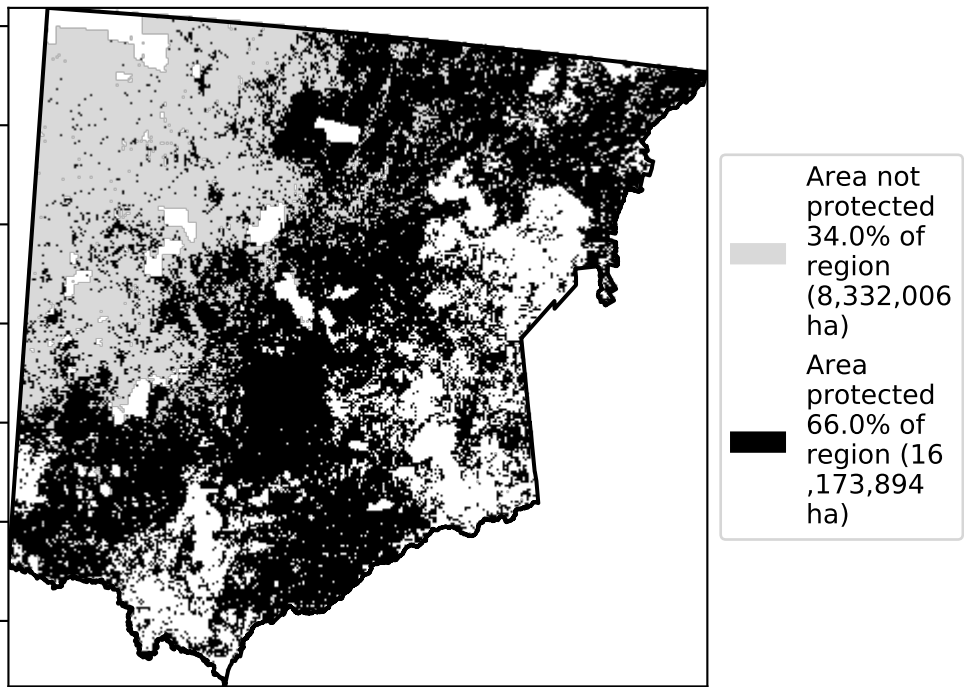 Area not
protected
34.0% of
region
(8,332,006
ha)
Area
protected
66.0% of
region (16
,173,894
ha)